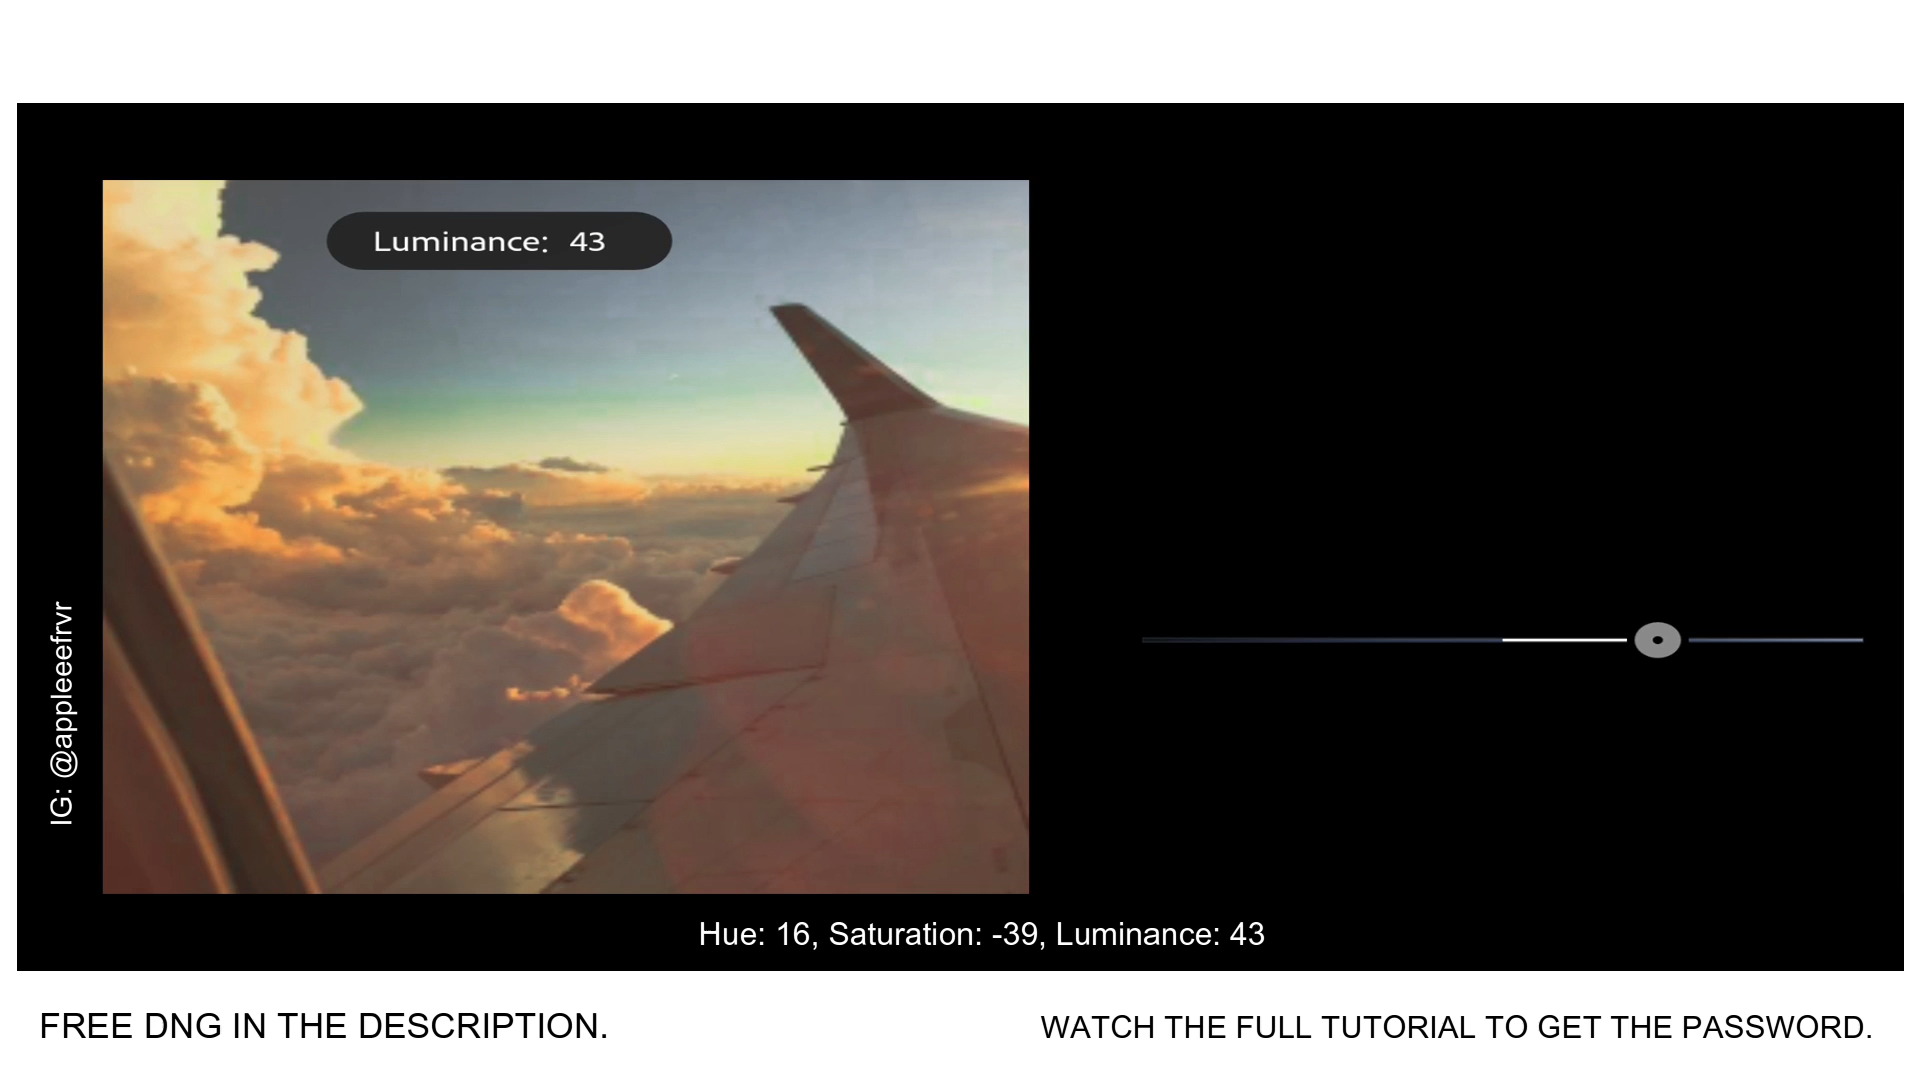 Luminance: 43
IG: @appleeefrvr
Hue: 16, Saturation: -39, Luminance: 43
FREE DNG IN THE DESCRIPTION.
WATCH THE FULL TUTORIAL TO GET THE PASSWORD.